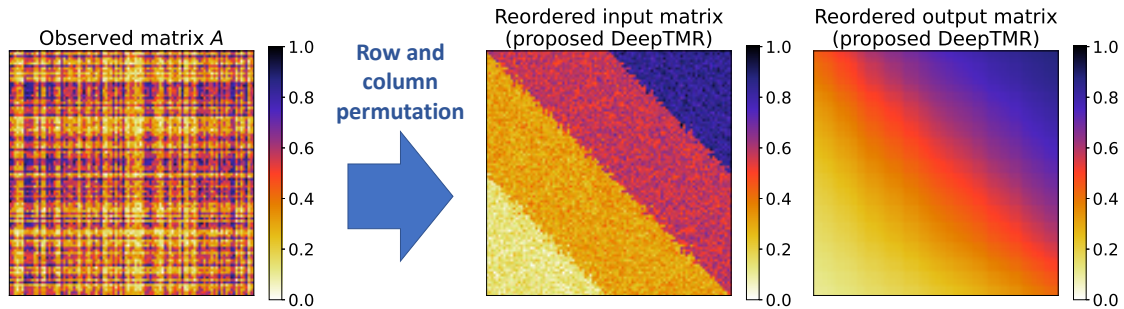 Observed matrix A
1.0
0.8
0.6
0.4
0.2
0.0
Row and
column
permutation
Reordered input matrix
(proposed DeepTMR)
1.0
0.8
0.6
0.4
0.2
0.0
Reordered output matrix
(proposed DeepTMR)
1.0
0.8
0.6
0.4
0.2
0.0